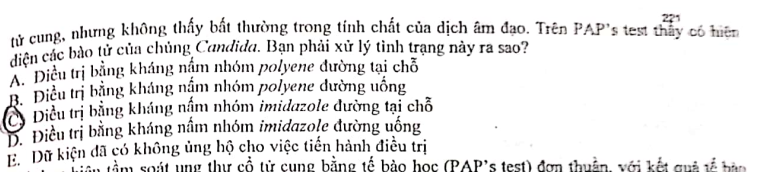 221
tử cung, nhưng không thấy bất thường trong tính chất của dịch âm đạo. Trên PAP's test thấy có hiện
diện các bào tử của chủng Candida. Bạn phải xử lý tình trạng này ra sao?
A. Điều trị bằng kháng nấm nhóm polyene đường tại chỗ
B. Điều trị bằng kháng nấm nhóm polyene đường uống
C. Điều trị bằng kháng nấm nhóm imidazole đường tại chỗ
D. Điều trị bằng kháng nấm nhóm imidazole đường uống
E. Dữ kiện đã có không ủng hộ cho việc tiến hành điều trị
tầm soát ung thư cổ tử cung bằng tế bào học (PAP's test) đơn thuần, với kết quả tế bào